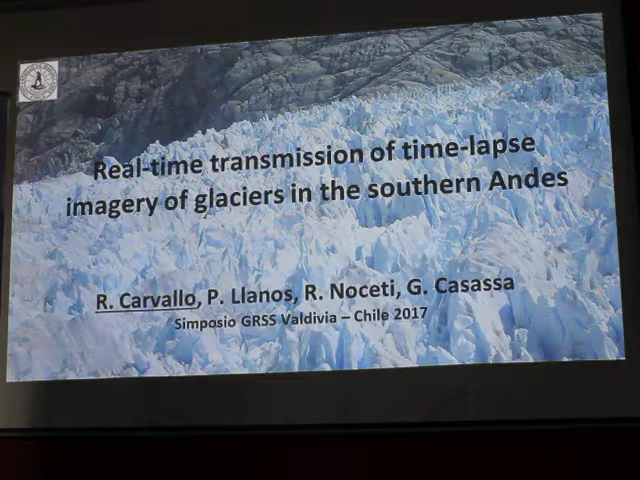 Real-time transmission of time-lapse
imagery of glaciers in the southern Andes
R. Carvallo, P. Llanos, R. Noceti, G. Casassa
Simposio GRSS Valdivia – Chile 2017